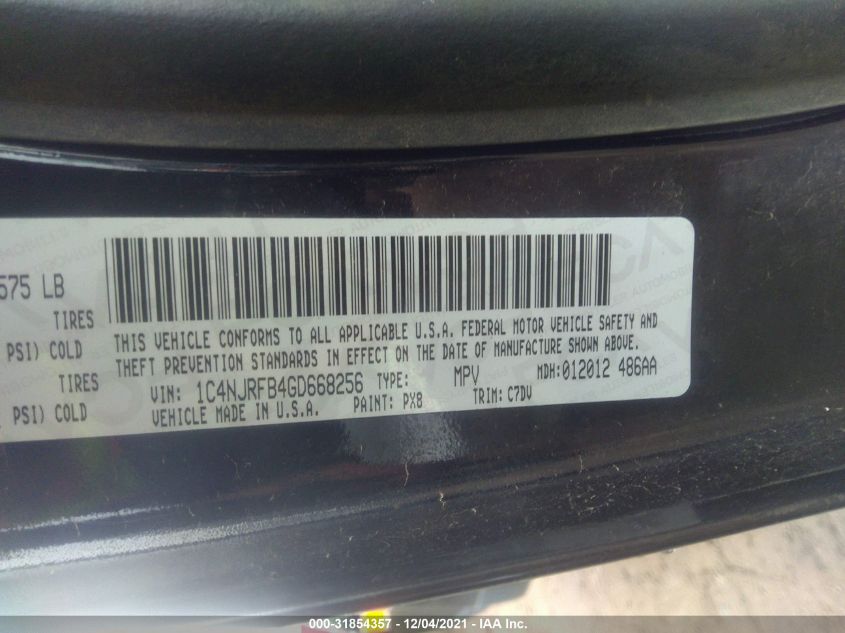 575 LB
TIRES
PSI) COLD
TIRES
PSI) COLD
THIS VEHICLE CONFORMS TO ALL APPLICABLE U.S.A. FEDERAL MOTOR VEHICLE SAFETY AND
THEFT PREVENTION STANDARDS IN EFFECT ON THE DATE OF MANUFACTURE SHOWN ABOVE.
VIN: 1C4NJRFB4GD668256 TYPE: MPV MDH:012012 486AA
VEHICLE MADE IN U.S.A. PAINT: PX8 TRIM: C7DV
000-31854357 - 12/04/2021 - IAA Inc.